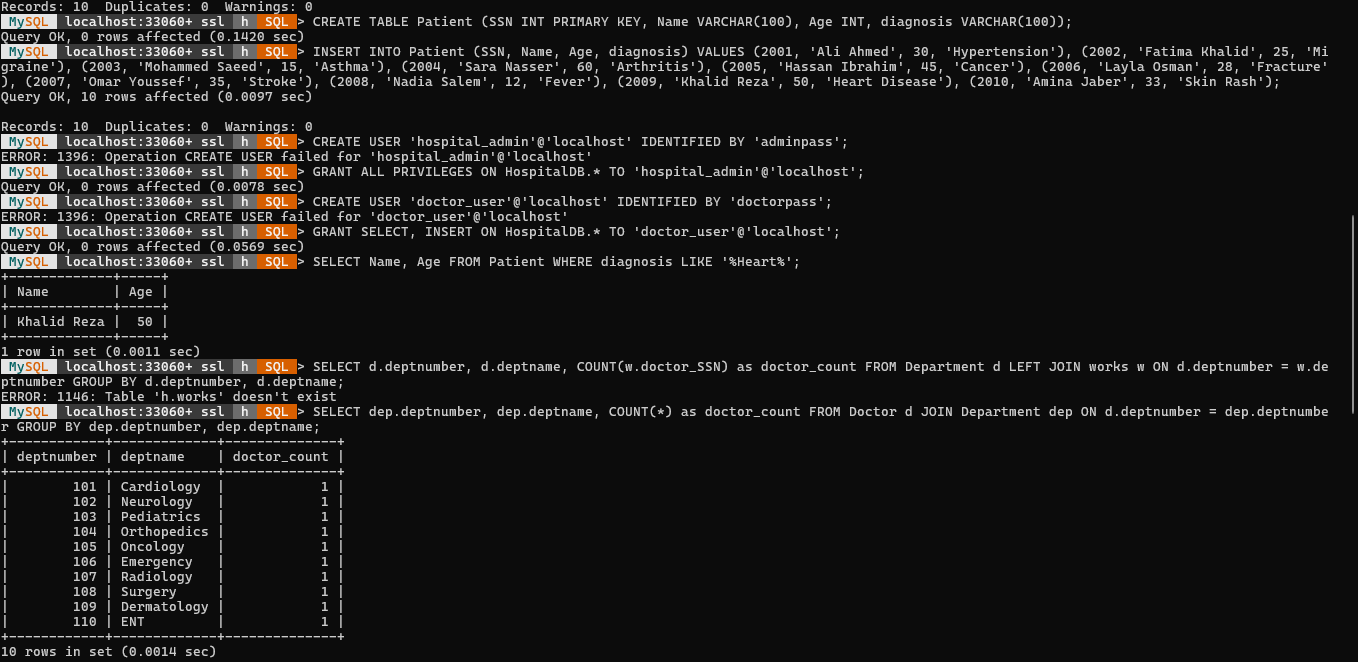 Records: 10  Duplicates: 0  Warnings: 0
MySQL  localhost:33060+ ssl  h  SQL > CREATE TABLE Patient (SSN INT PRIMARY KEY, Name VARCHAR(100), Age INT, diagnosis VARCHAR(100));
Query OK, 0 rows affected (0.1420 sec)
MySQL  localhost:33060+ ssl  h  SQL > INSERT INTO Patient (SSN, Name, Age, diagnosis) VALUES (2001, 'Ali Ahmed', 30, 'Hypertension'), (2002, 'Fatima Khalid', 25, 'Mi
graine'), (2003, 'Mohammed Saeed', 15, 'Asthma'), (2004, 'Sara Nasser', 60, 'Arthritis'), (2005, 'Hassan Ibrahim', 45, 'Cancer'), (2006, 'Layla Osman', 28, 'Fracture'
), (2007, 'Omar Youssef', 35, 'Stroke'), (2008, 'Nadia Salem', 12, 'Fever'), (2009, 'Khalid Reza', 50, 'Heart Disease'), (2010, 'Amina Jaber', 33, 'Skin Rash');
Query OK, 10 rows affected (0.0097 sec)

Records: 10  Duplicates: 0  Warnings: 0
MySQL  localhost:33060+ ssl  h  SQL > CREATE USER 'hospital_admin'@'localhost' IDENTIFIED BY 'adminpass';
ERROR: 1396: Operation CREATE USER failed for 'hospital_admin'@'localhost'
MySQL  localhost:33060+ ssl  h  SQL > GRANT ALL PRIVILEGES ON HospitalDB.* TO 'hospital_admin'@'localhost';
Query OK, 0 rows affected (0.0078 sec)
MySQL  localhost:33060+ ssl  h  SQL > CREATE USER 'doctor_user'@'localhost' IDENTIFIED BY 'doctorpass';
ERROR: 1396: Operation CREATE USER failed for 'doctor_user'@'localhost'
MySQL  localhost:33060+ ssl  h  SQL > GRANT SELECT, INSERT ON HospitalDB.* TO 'doctor_user'@'localhost';
Query OK, 0 rows affected (0.0569 sec)
MySQL  localhost:33060+ ssl  h  SQL > SELECT Name, Age FROM Patient WHERE diagnosis LIKE '%Heart%';
+-------------+-----+
| Name        | Age |
+-------------+-----+
| Khalid Reza |  50 |
+-------------+-----+
1 row in set (0.0011 sec)
MySQL  localhost:33060+ ssl  h  SQL > SELECT d.deptnumber, d.deptname, COUNT(w.doctor_SSN) as doctor_count FROM Department d LEFT JOIN works w ON d.deptnumber = w.de
ptnumber GROUP BY d.deptnumber, d.deptname;
ERROR: 1146: Table 'h.works' doesn't exist
MySQL  localhost:33060+ ssl  h  SQL > SELECT dep.deptnumber, dep.deptname, COUNT(*) as doctor_count FROM Doctor d JOIN Department dep ON d.deptnumber = dep.deptnumbe
r GROUP BY dep.deptnumber, dep.deptname;
+------------+-------------+--------------+
| deptnumber | deptname    | doctor_count |
+------------+-------------+--------------+
|        101 | Cardiology  |            1 |
|        102 | Neurology   |            1 |
|        103 | Pediatrics  |            1 |
|        104 | Orthopedics |            1 |
|        105 | Oncology    |            1 |
|        106 | Emergency   |            1 |
|        107 | Radiology   |            1 |
|        108 | Surgery     |            1 |
|        109 | Dermatology |            1 |
|        110 | ENT         |            1 |
+------------+-------------+--------------+
10 rows in set (0.0014 sec)